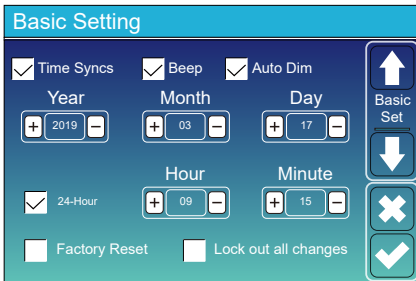 Basic Setting
Time Syncs Beep Auto Dim
Year Month Day
+ 2019 − + 03 − + 17 −
Basic
Set
Hour Minute
24-Hour + 09 − + 15 −
Factory Reset Lock out all changes